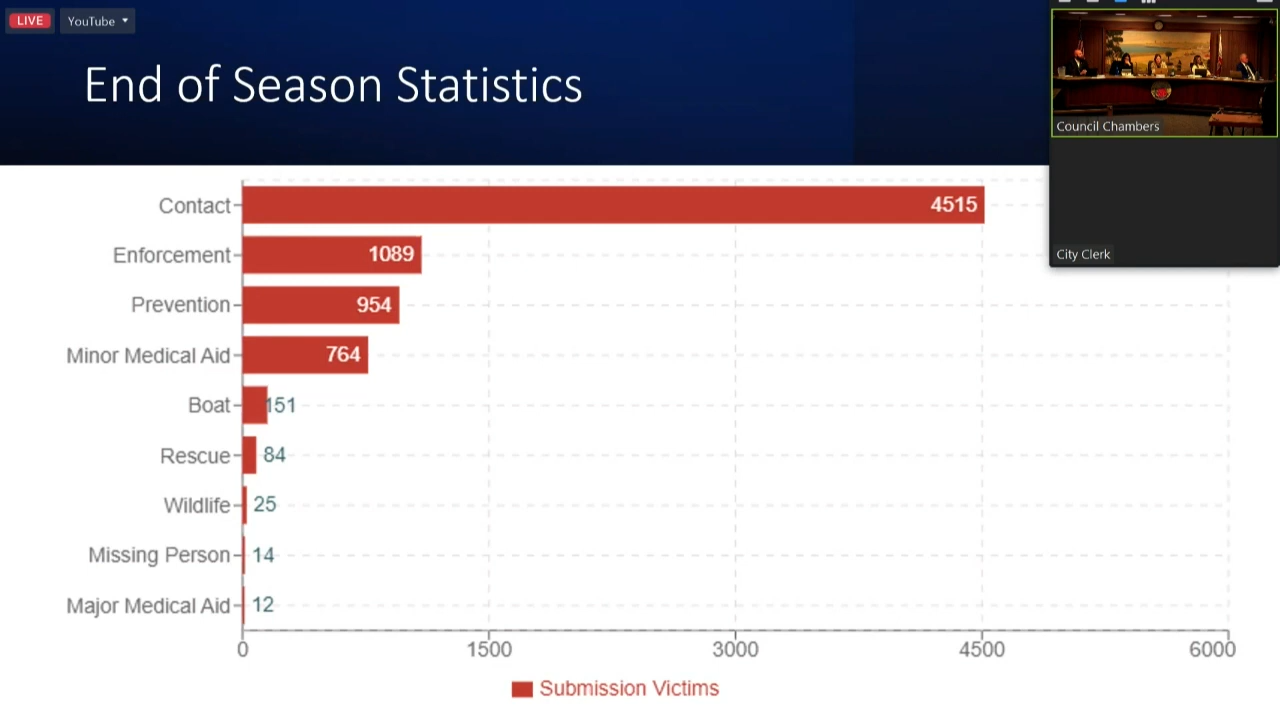 LIVE
YouTube
End of Season Statistics
Council Chambers
City Clerk
Contact
4515
Enforcement
1089
Prevention
954
Minor Medical Aid
764
Boat
151
Rescue
84
Wildlife
25
Missing Person
14
Major Medical Aid
12
0
1500
3000
4500
6000
Submission Victims